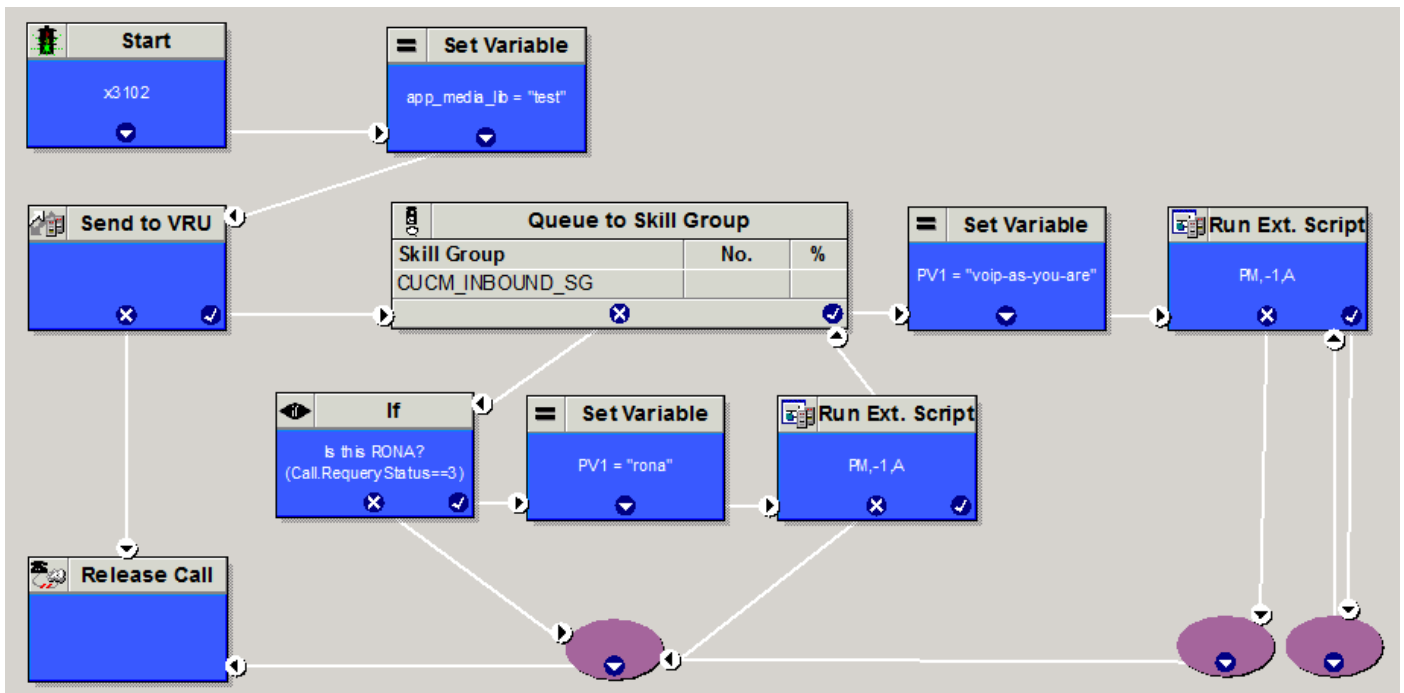 Start
x3102
Set Variable
app_media_lib = "test"
Send to VRU
Queue to Skill Group
Skill Group No. %
CUCM_INBOUND_SG
Set Variable
PV1 = "voip-as-you-are"
Run Ext. Script
PM,-1,A
If
Is this RONA?
(Call.RequeryStatus==3)
Set Variable
PV1 = "rona"
Run Ext. Script
PM,-1,A
Release Call